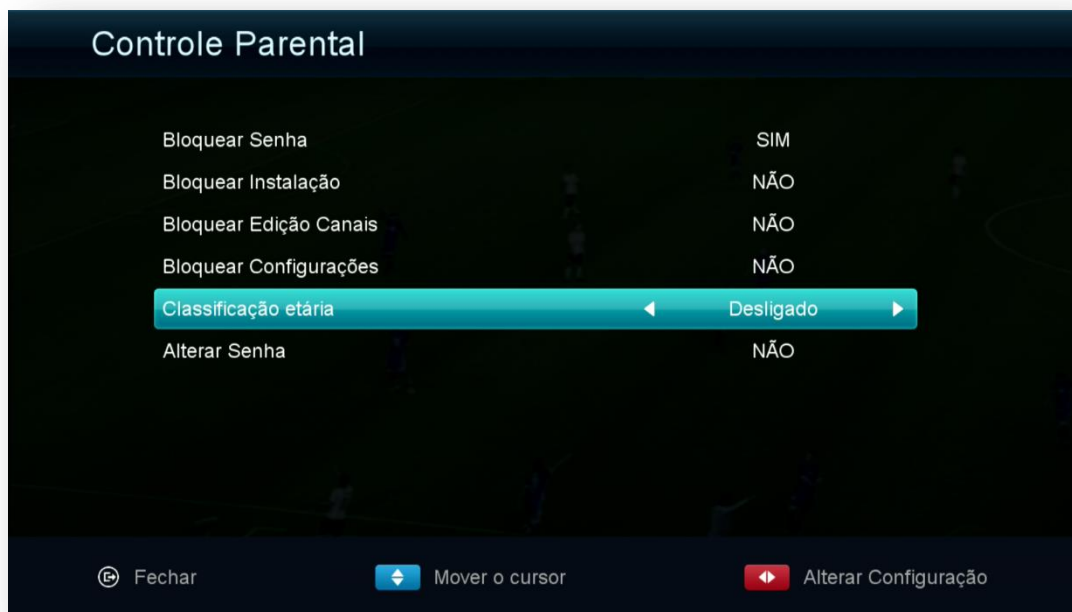 Controle Parental
Bloquear Senha SIM
Bloquear Instalação NÃO
Bloquear Edição Canais NÃO
Bloquear Configurações NÃO
Classificação etária Desligado
Alterar Senha NÃO
Fechar Mover o cursor Alterar Configuração